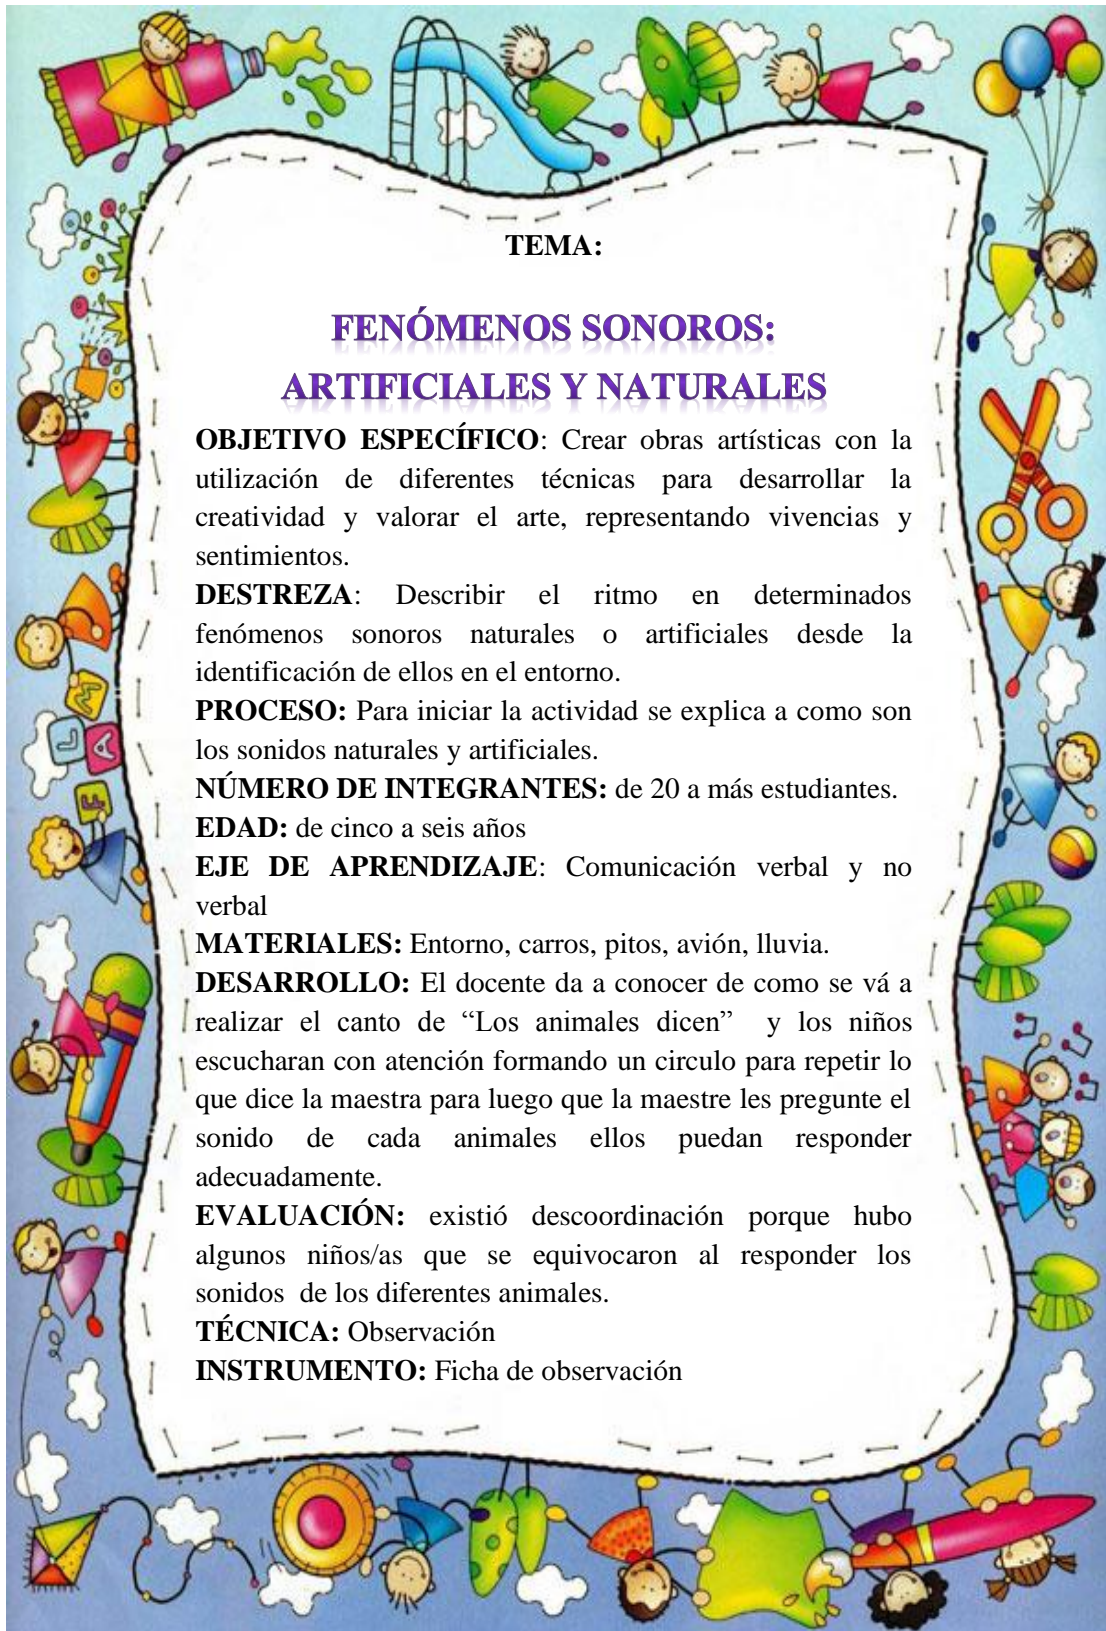 TEMA:
FENÓMENOS SONOROS:
ARTIFICIALES Y NATURALES
OBJETIVO ESPECÍFICO: Crear obras artísticas con la
utilización de diferentes técnicas para desarrollar la
creatividad y valorar el arte, representando vivencias y
sentimientos.
DESTREZA: Describir el ritmo en determinados
fenómenos sonoros naturales o artificiales desde la
identificación de ellos en el entorno.
PROCESO: Para iniciar la actividad se explica a como son
los sonidos naturales y artificiales.
NÚMERO DE INTEGRANTES: de 20 a más estudiantes.
EDAD: de cinco a seis años
EJE DE APRENDIZAJE: Comunicación verbal y no
verbal
MATERIALES: Entorno, carros, pitos, avión, lluvia.
DESARROLLO: El docente da a conocer de como se vá a
realizar el canto de “Los animales dicen” y los niños
escucharan con atención formando un circulo para repetir lo
que dice la maestra para luego que la maestre les pregunte el
sonido de cada animales ellos puedan responder
adecuadamente.
EVALUACIÓN: existió descoordinación porque hubo
algunos niños/as que se equivocaron al responder los
sonidos de los diferentes animales.
TÉCNICA: Observación
INSTRUMENTO: Ficha de observación
M
L
A
F